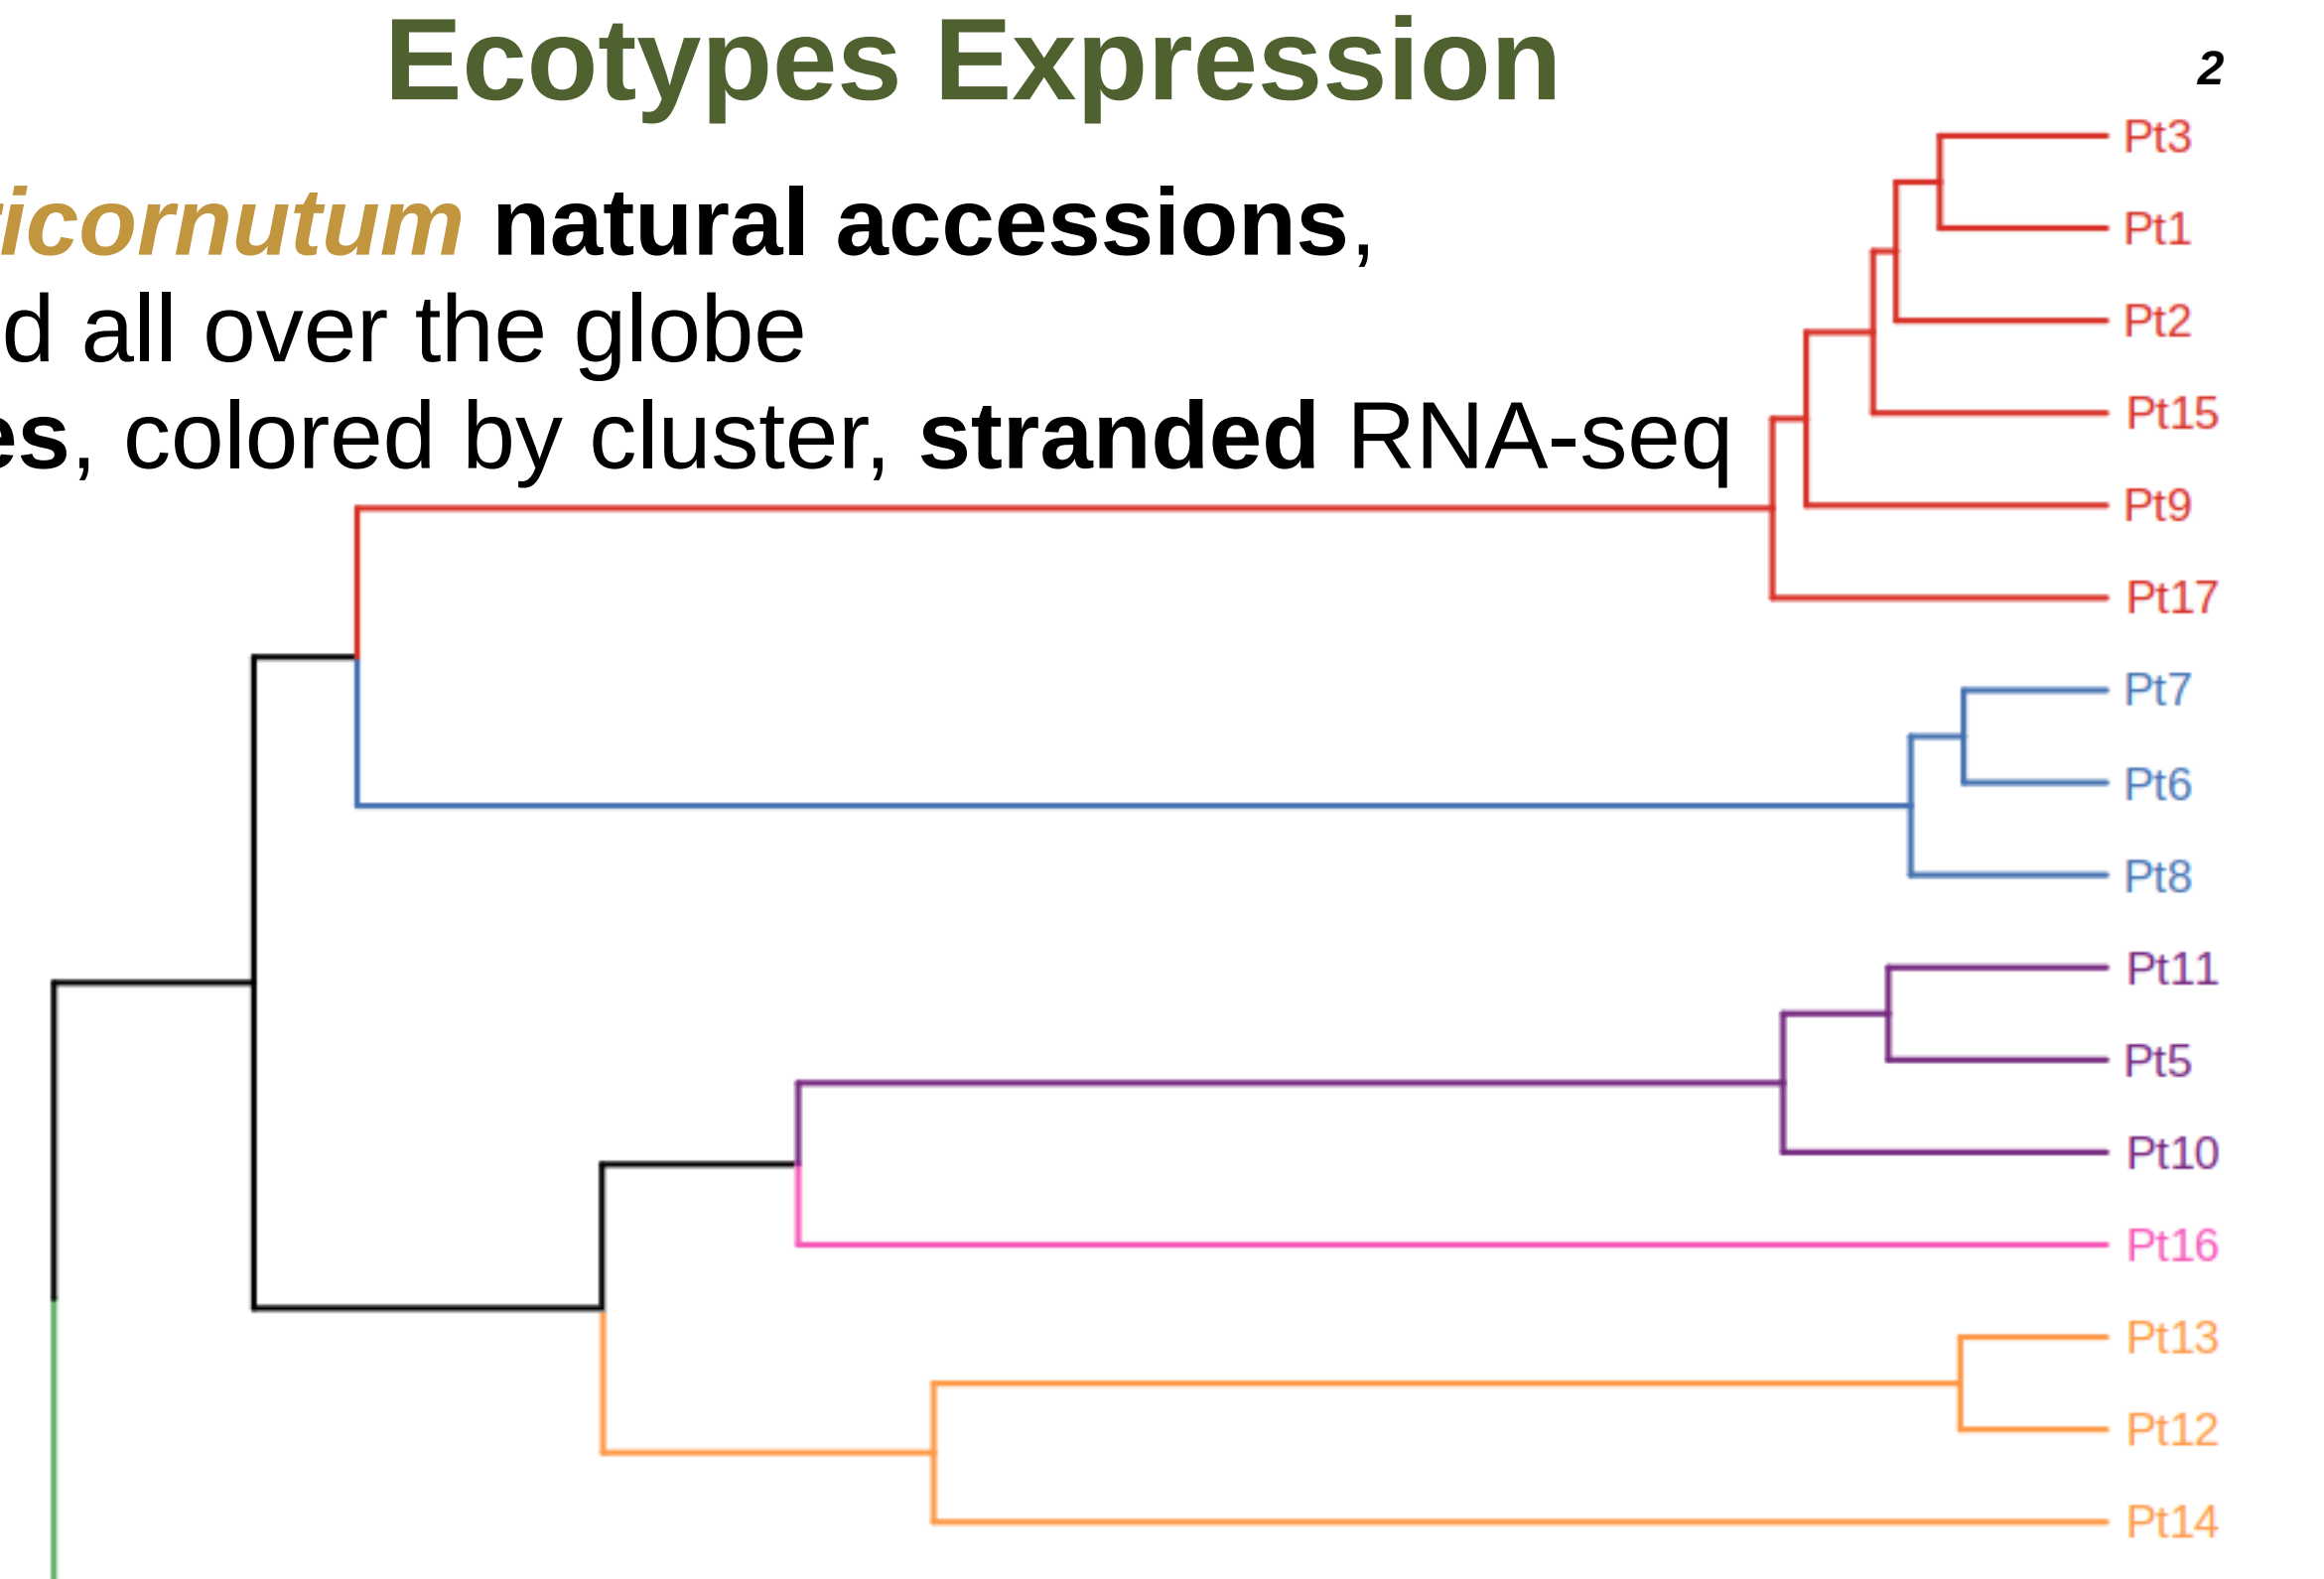 Ecotypes Expression
2
icornutum natural accessions,
d all over the globe
es, colored by cluster, stranded RNA-seq
Pt3
Pt1
Pt2
Pt15
Pt9
Pt17
Pt7
Pt6
Pt8
Pt11
Pt5
Pt10
Pt16
Pt13
Pt12
Pt14